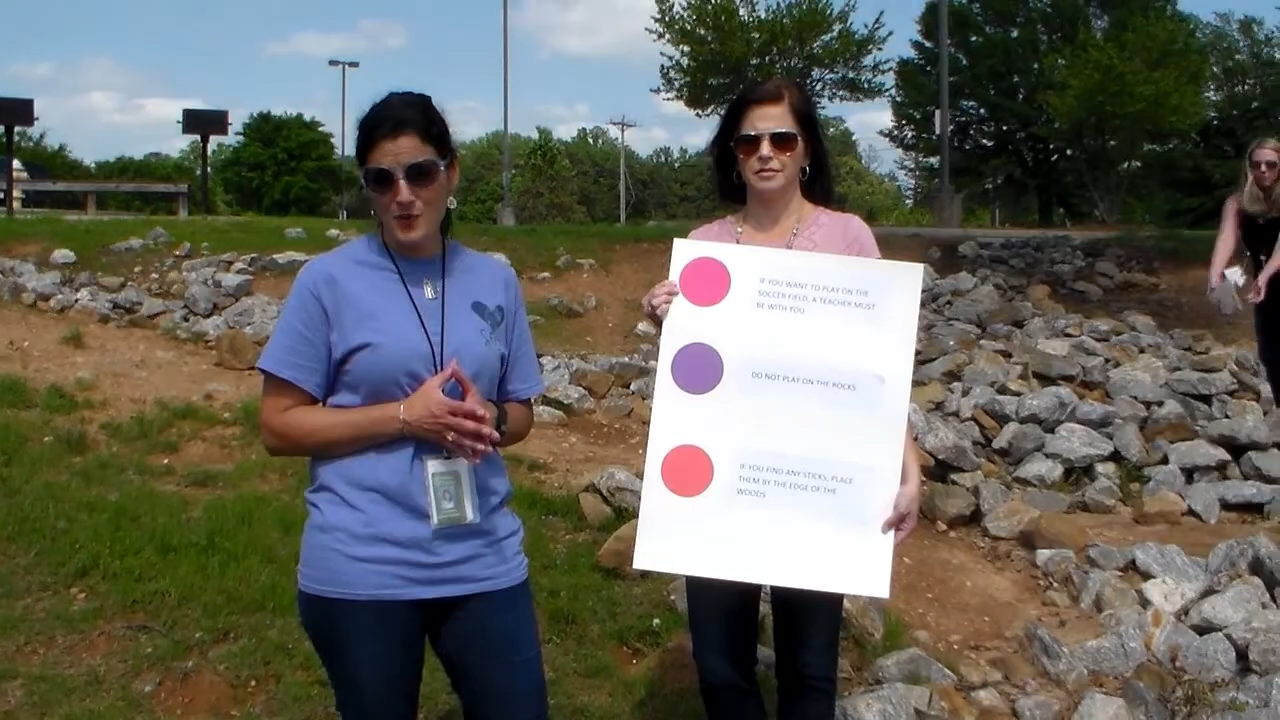 IF YOU WANT TO PLAY ON THE
SOCCER FIELD, A TEACHER MUST
BE WITH YOU
DO NOT PLAY ON THE ROCKS
IF YOU FIND ANY STICKS, PLACE
THEM BY THE EDGE OF THE
WOODS